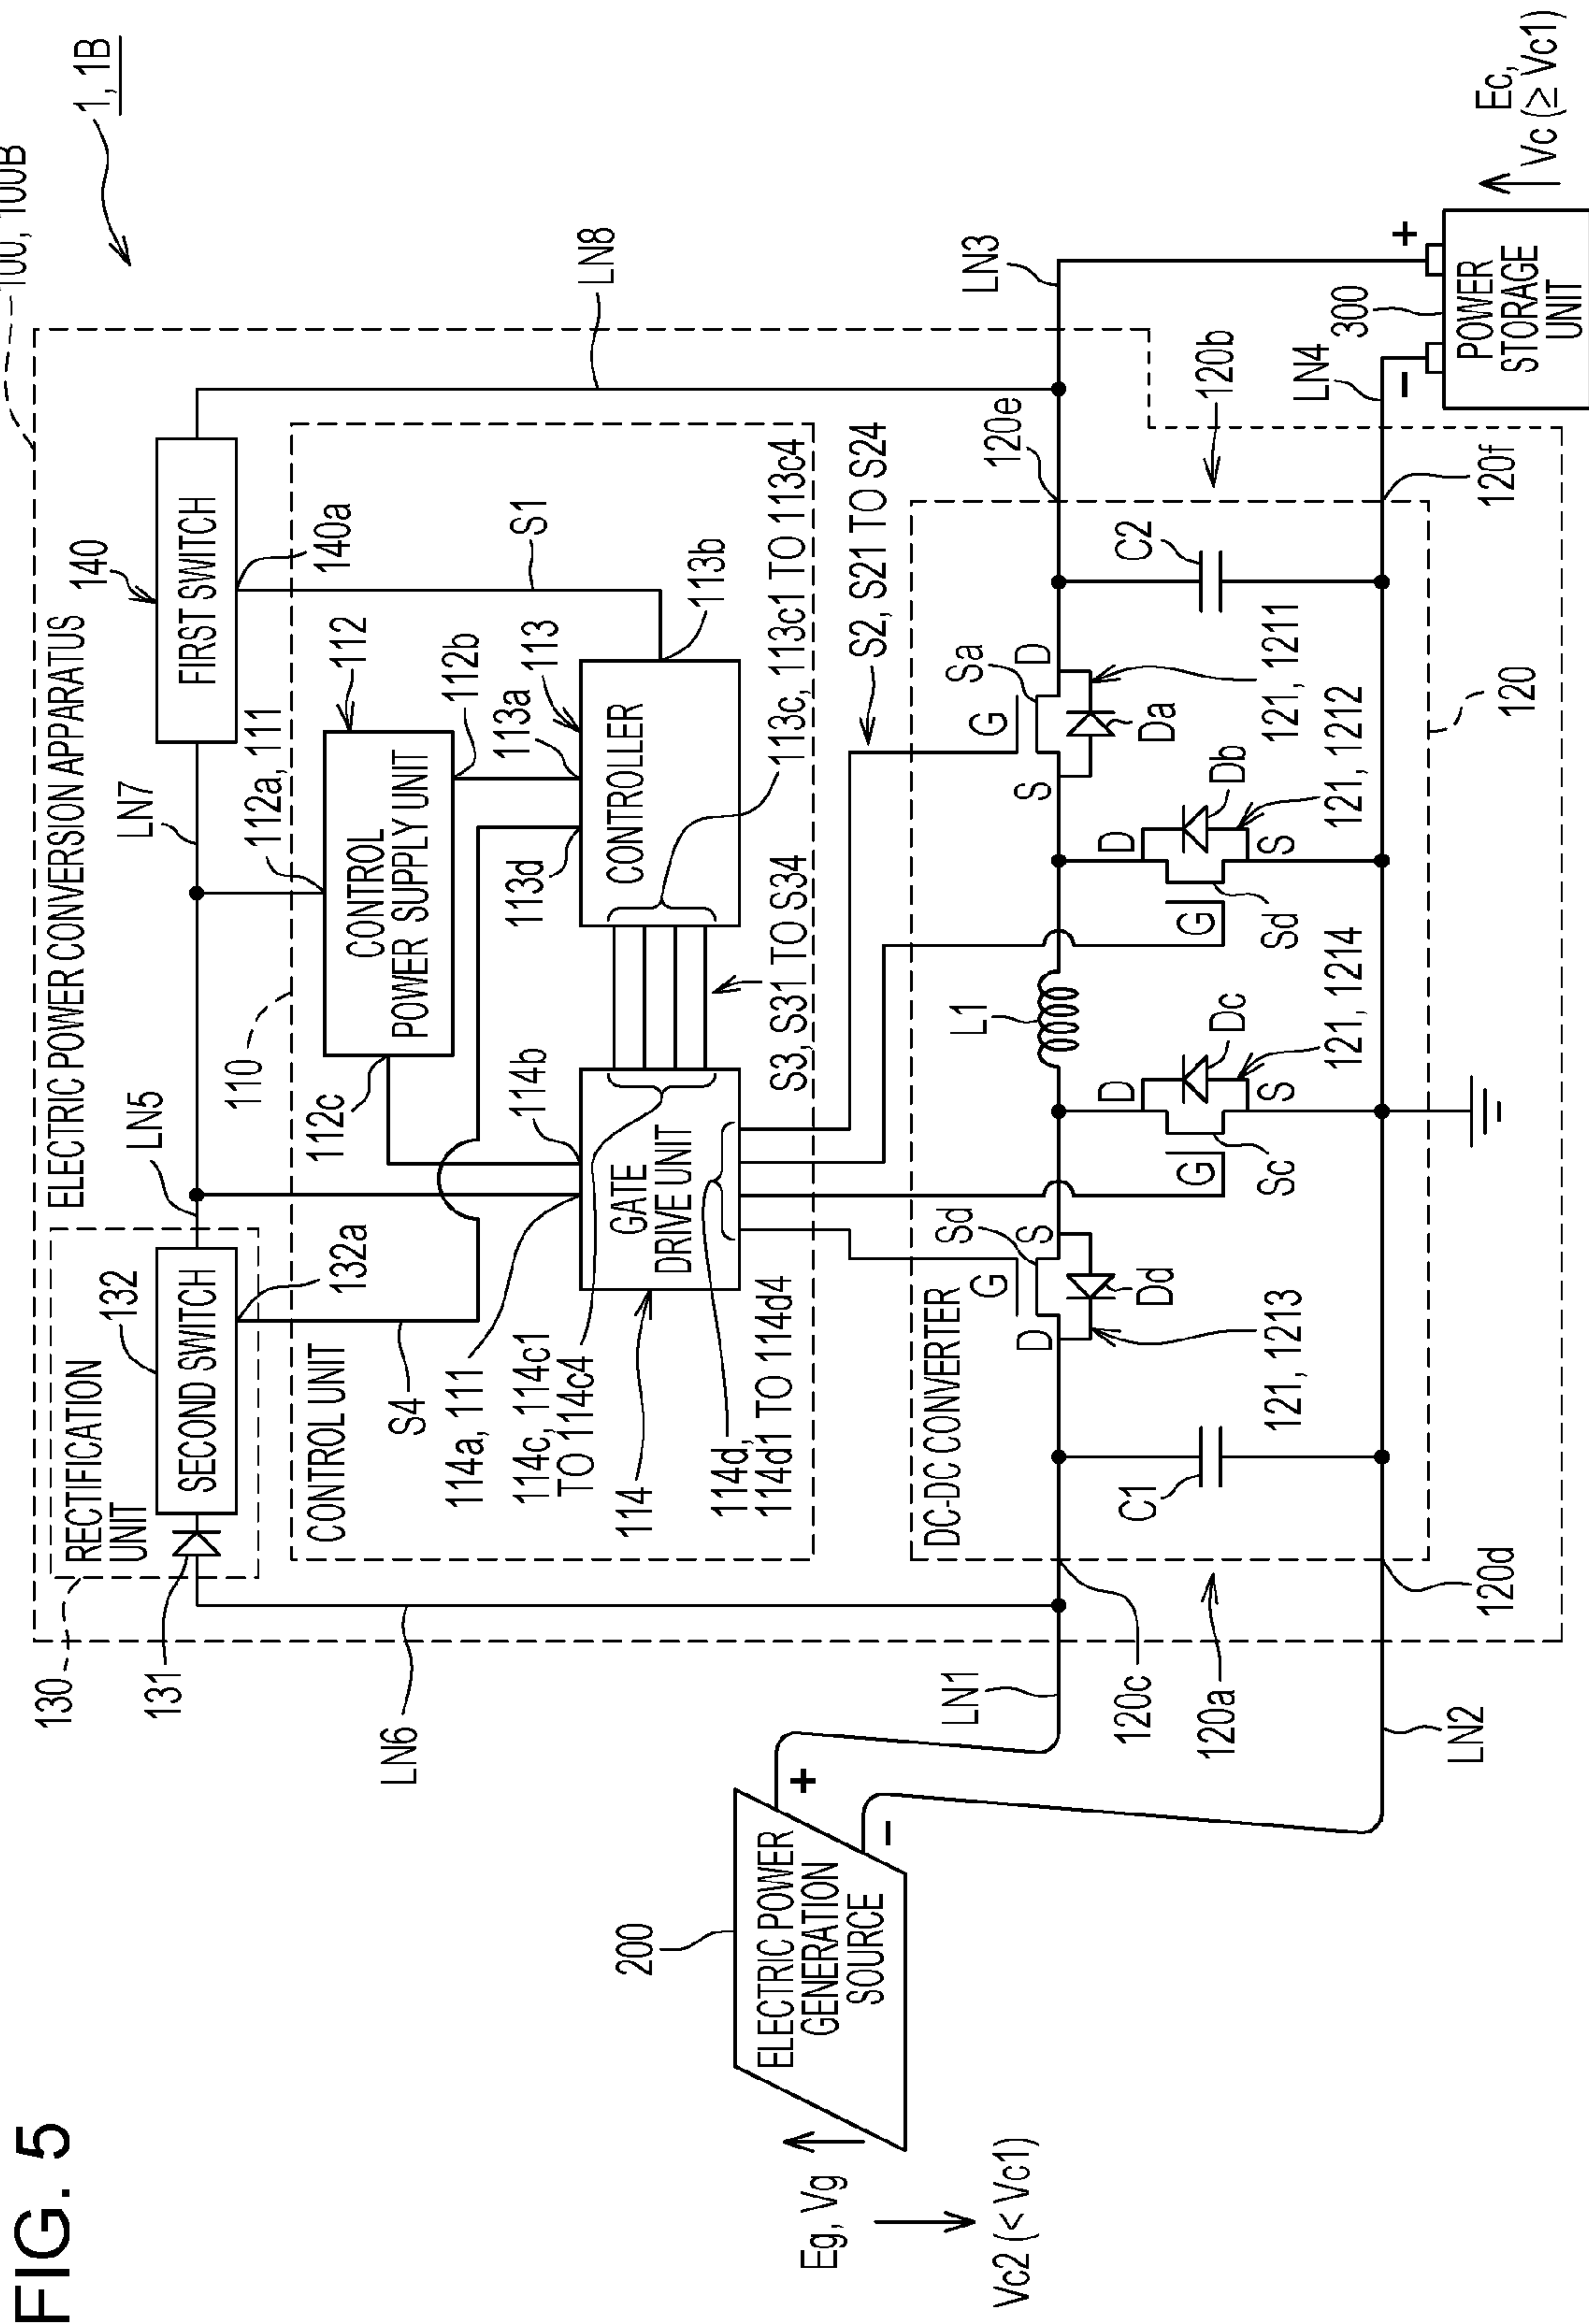 FIG. 5
1, 1B
100, 100B
ELECTRIC POWER CONVERSION APPARATUS
130
RECTIFICATION
UNIT
132
SECOND SWITCH
131
132a
LN5
LN7
140
FIRST SWITCH
140a
LN6
LN8
110
CONTROL UNIT
S4
112c
112a, 111
112
CONTROL
POWER SUPPLY UNIT
112b
S1
113a
113
113d
CONTROLLER
113b
113c, 113c1 TO 113c4
114a, 111
114c, 114c1
TO 114c4
114b
114
GATE
DRIVE UNIT
S3, S31 TO S34
114d,
114d1 TO 114d4
S2, S21 TO S24
200
ELECTRIC POWER
GENERATION
SOURCE
+
−
Eg, Vg
Vc2 (< Vc1)
LN1
LN2
120a
120c
120d
DC-DC CONVERTER
C1
D
G
S
Sd
Dd
121, 1213
D
G
S
Sc
Dc
121, 1214
L1
D
G
S
Sd
Db
121, 1212
S
G
D
Sa
Da
121, 1211
C2
120
120e
120b
120f
LN3
LN4
300
−
+
POWER
STORAGE
UNIT
Ec,
Vc (≥ Vc1)